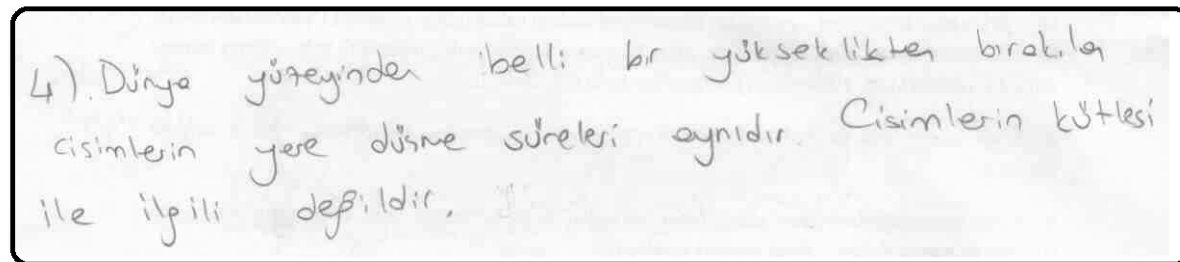 4). Dünya yüzeyinden belli bir yükseklikten bırakılan
cisimlerin yere düşme süreleri aynıdır. Cisimlerin kütlesi
ile ilgili değildir.